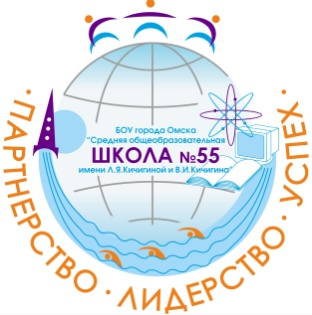 БОУ города Омска
"Средняя общеобразовательная
ШКОЛА №55
имени Л.Я.Кичигиной и В.И.Кичигина"
· ПАРТНЕРСТВО · ЛИДЕРСТВО · УСПЕХ ·